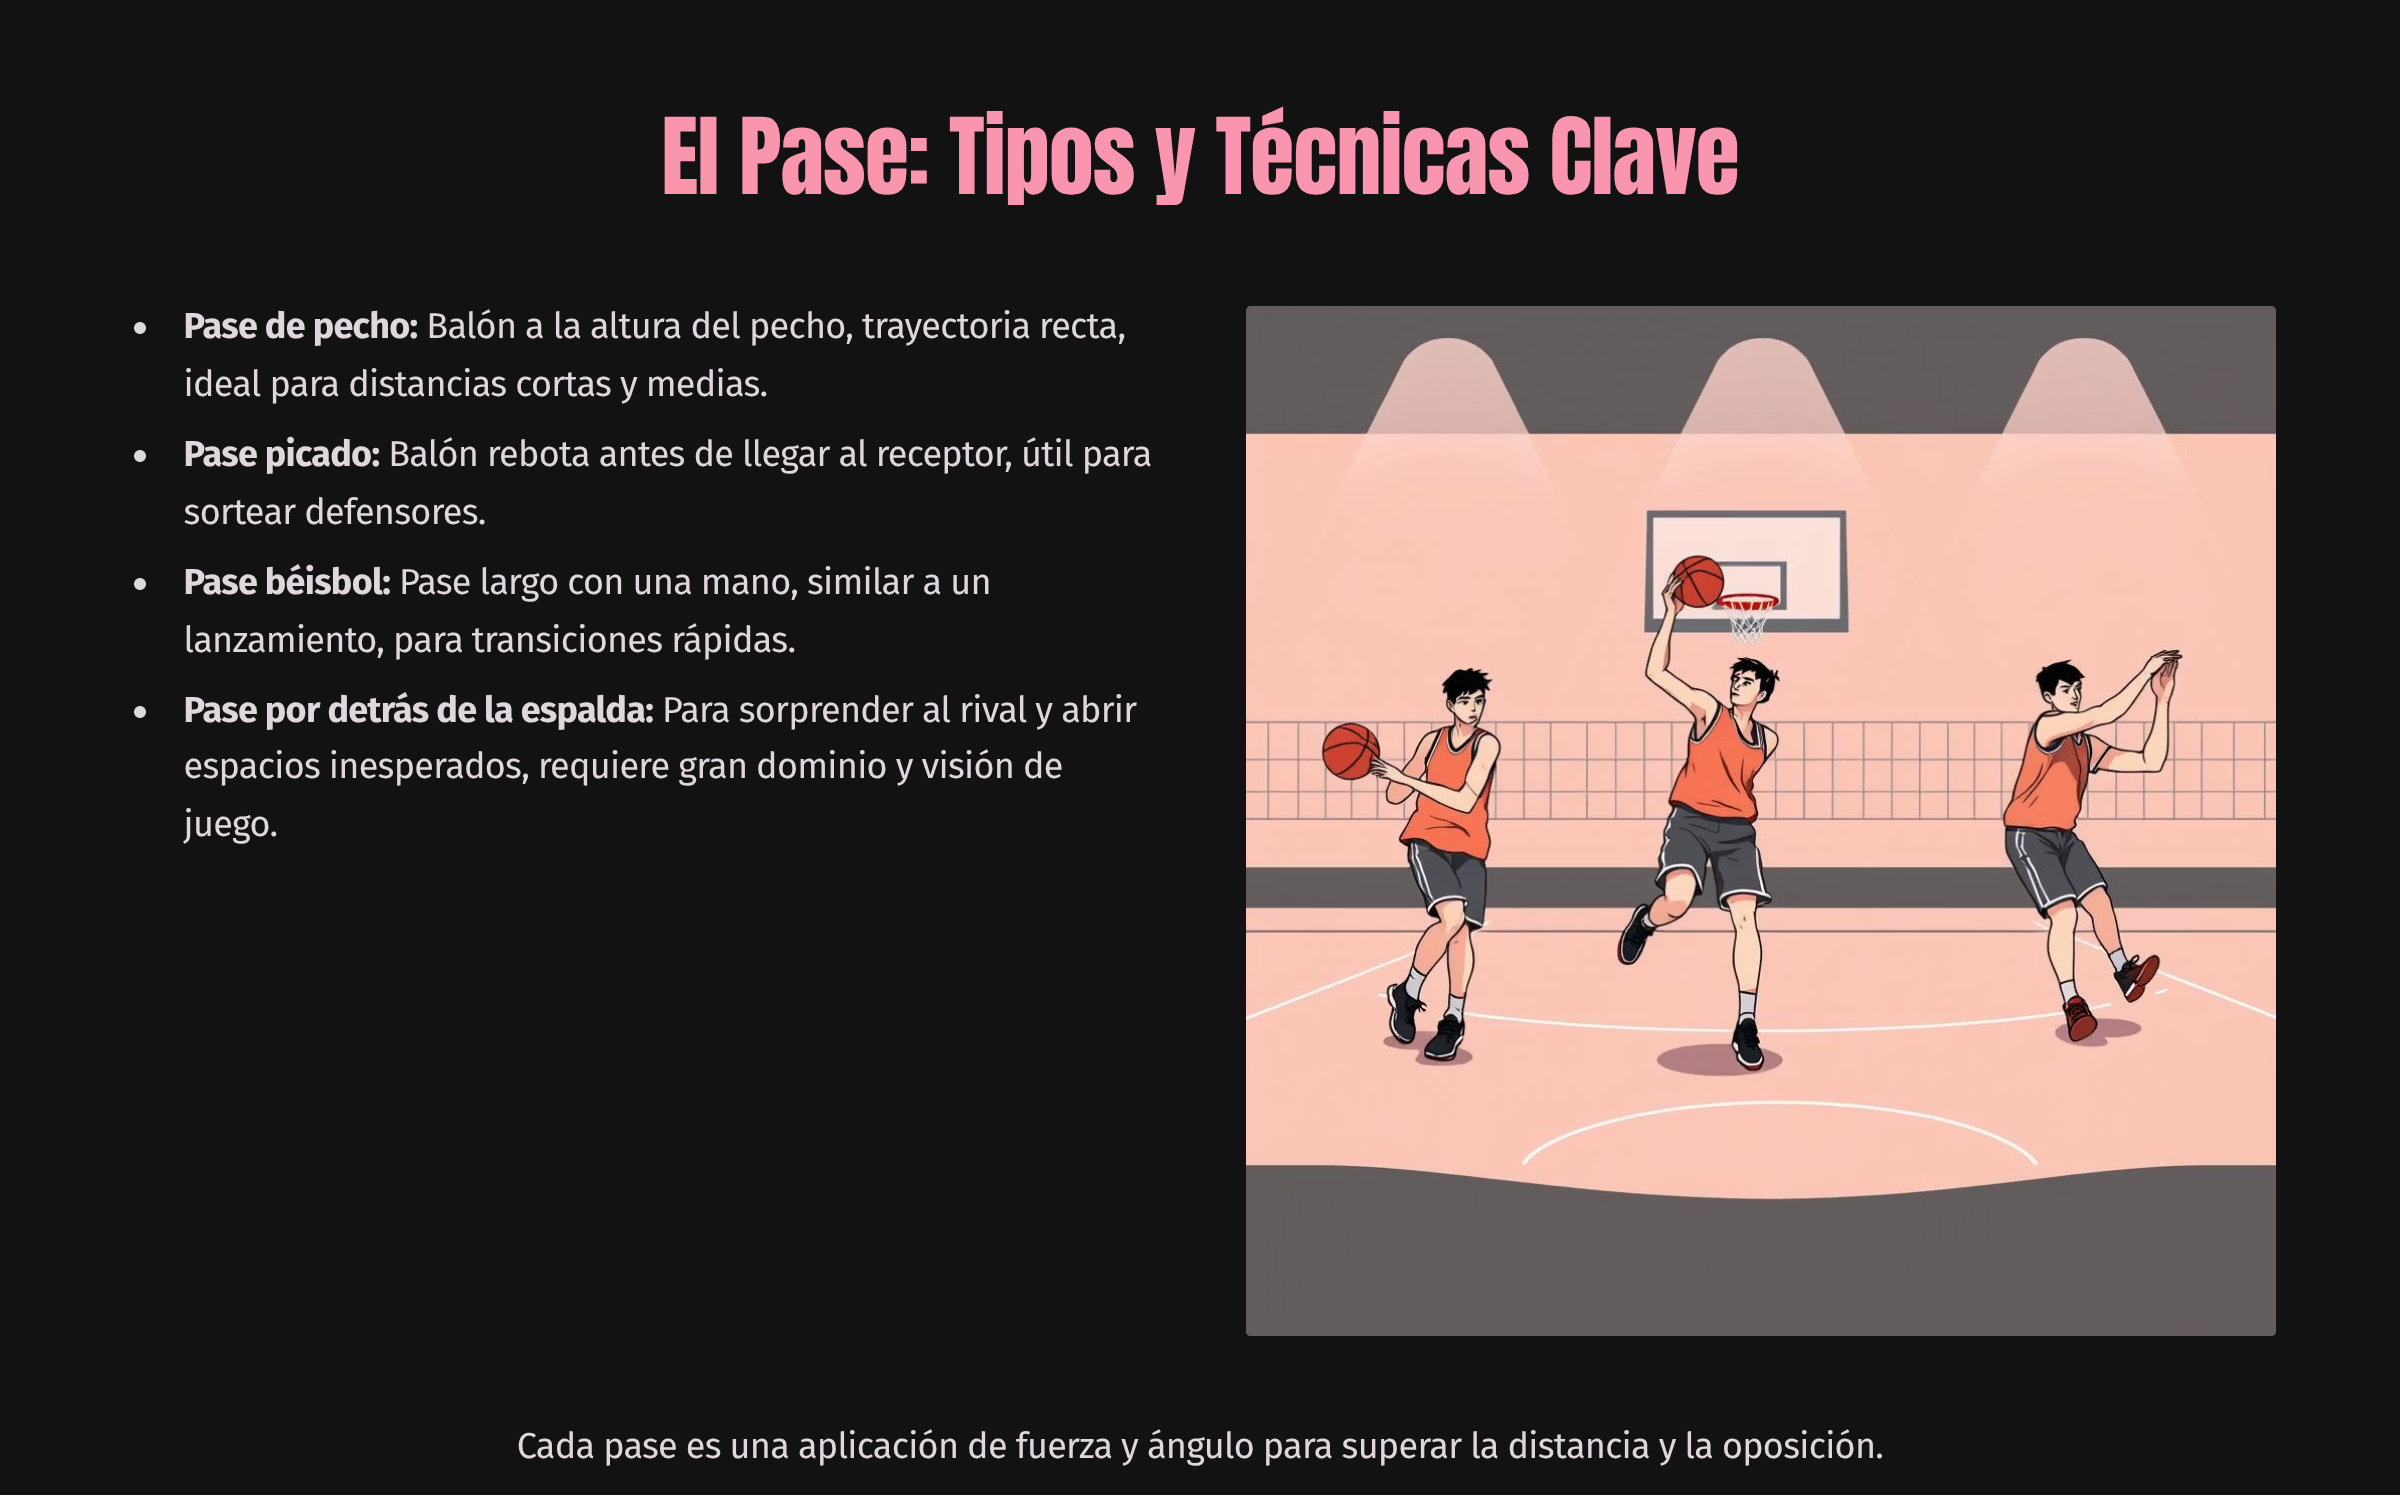 El Pase: Tipos y Técnicas Clave
Pase de pecho: Balón a la altura del pecho, trayectoria recta,
ideal para distancias cortas y medias.
Pase picado: Balón rebota antes de llegar al receptor, útil para
sortear defensores.
Pase béisbol: Pase largo con una mano, similar a un
lanzamiento, para transiciones rápidas.
Pase por detrás de la espalda: Para sorprender al rival y abrir
espacios inesperados, requiere gran dominio y visión de
juego.
Cada pase es una aplicación de fuerza y ángulo para superar la distancia y la oposición.